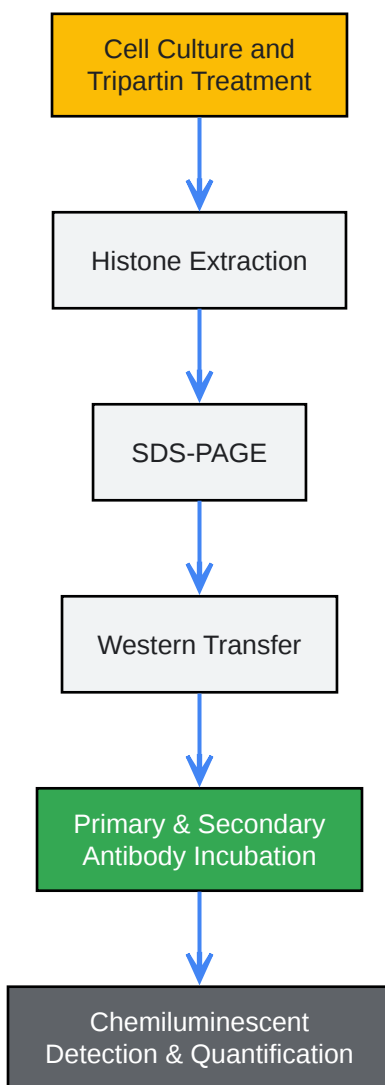 Cell Culture and
Tripartin Treatment
Histone Extraction
SDS-PAGE
Western Transfer
Primary & Secondary
Antibody Incubation
Chemiluminescent
Detection & Quantification